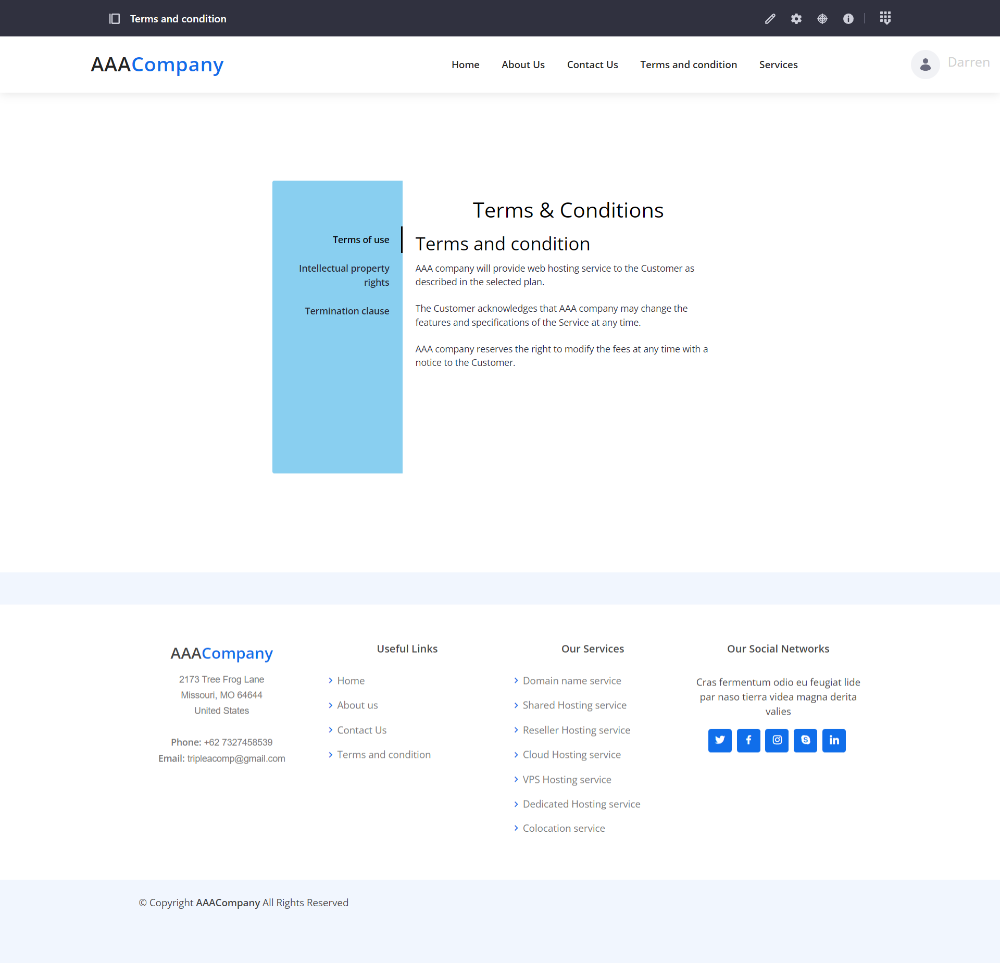 Terms and condition
AAACompany
Home
About Us
Contact Us
Terms and condition
Services
Darren
Terms of use
Intellectual property
rights
Termination clause
Terms & Conditions
Terms and condition
AAA company will provide web hosting service to the Customer as
described in the selected plan.
The Customer acknowledges that AAA company may change the
features and specifications of the Service at any time.
AAA company reserves the right to modify the fees at any time with a
notice to the Customer.
AAACompany
2173 Tree Frog Lane
Missouri, MO 64644
United States
Phone: +62 7327458539
Email: tripleacomp@gmail.com
Useful Links
Home
About us
Contact Us
Terms and condition
Our Services
Domain name service
Shared Hosting service
Reseller Hosting service
Cloud Hosting service
VPS Hosting service
Dedicated Hosting service
Colocation service
Our Social Networks
Cras fermentum odio eu feugiat lide
par naso tierra videa magna derita
valies
© Copyright AAACompany All Rights Reserved